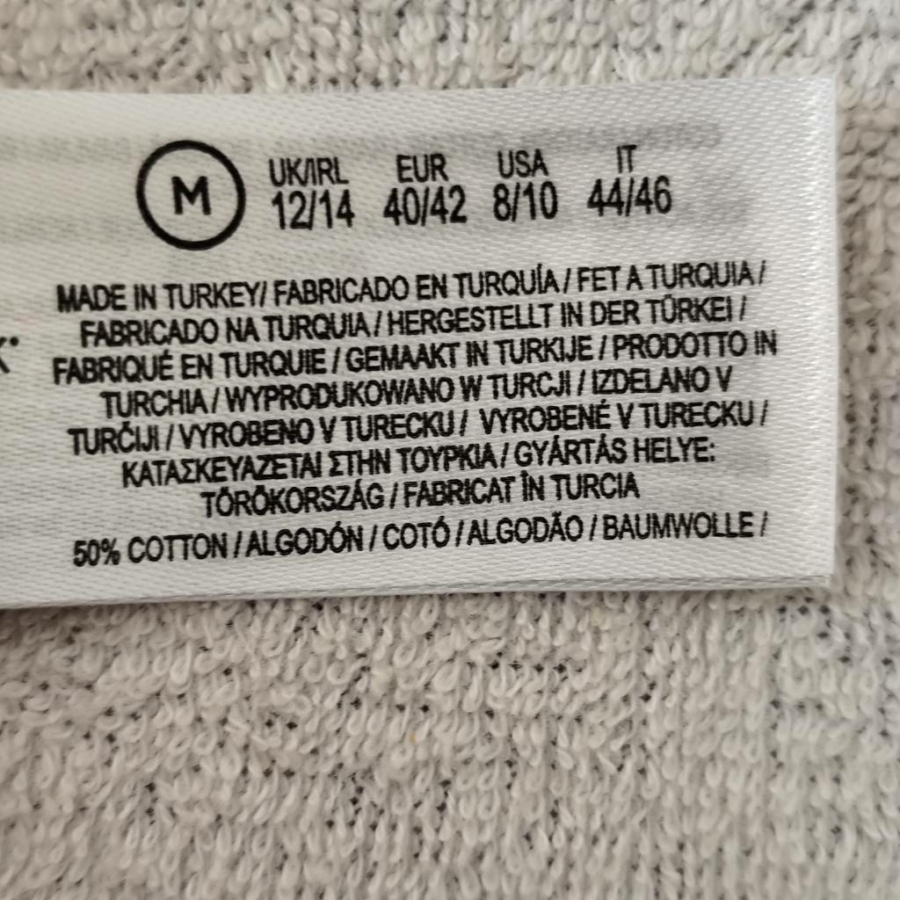 M
UK/IRL EUR USA IT
12/14 40/42 8/10 44/46
MADE IN TURKEY/ FABRICADO EN TURQUÍA / FET A TURQUIA /
FABRICADO NA TURQUIA / HERGESTELLT IN DER TÜRKEI /
FABRIQUÉ EN TURQUIE / GEMAAKT IN TURKIJE / PRODOTTO IN
TURCHIA / WYPRODUKOWANO W TURCJI / IZDELANO V
TURČIJI / VYROBENO V TURECKU / VYROBENÉ V TURECKU /
ΚΑΤΑΣΚΕΥΑΖΕΤΑΙ ΣΤΗΝ ΤΟΥΡΚΙΑ / GYÁRTÁS HELYE:
TÖRÖKORSZÁG / FABRICAT ÎN TURCIA
50% COTTON / ALGODÓN / COTÓ / ALGODÃO / BAUMWOLLE /